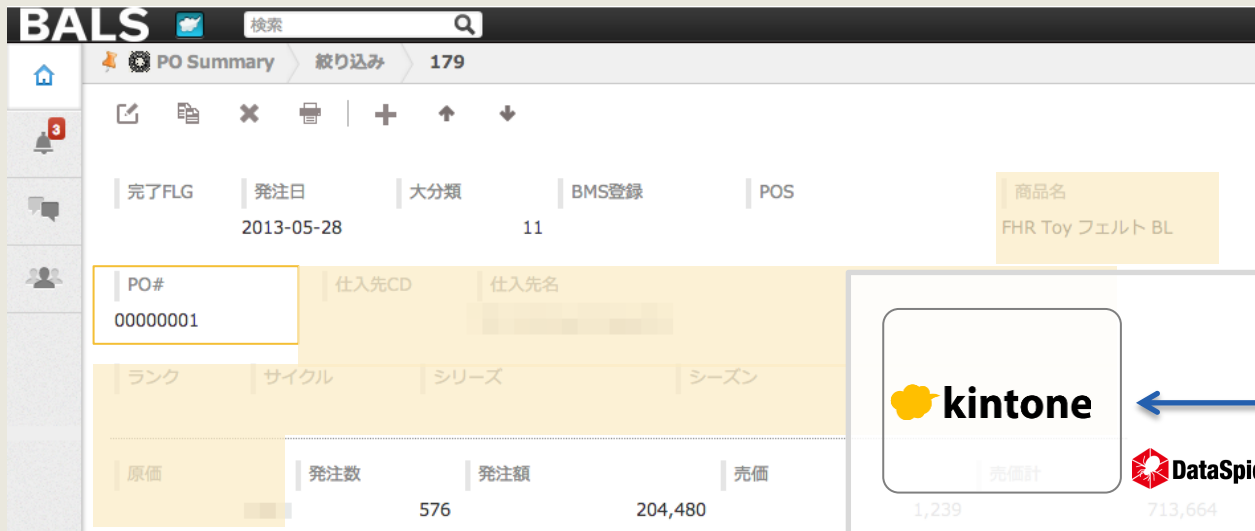 BALS 検索
PO Summary 絞り込み 179
3
完了FLG 発注日 大分類 BMS登録 POS 商品名
2013-05-28 11 FHR Toy フェルト BL
PO# 仕入先CD 仕入先名
00000001
ランク サイクル シリーズ シーズン
kintone
原価 発注数 発注額 売価 売価計 DataSpi
576 204,480 1,239 713,664